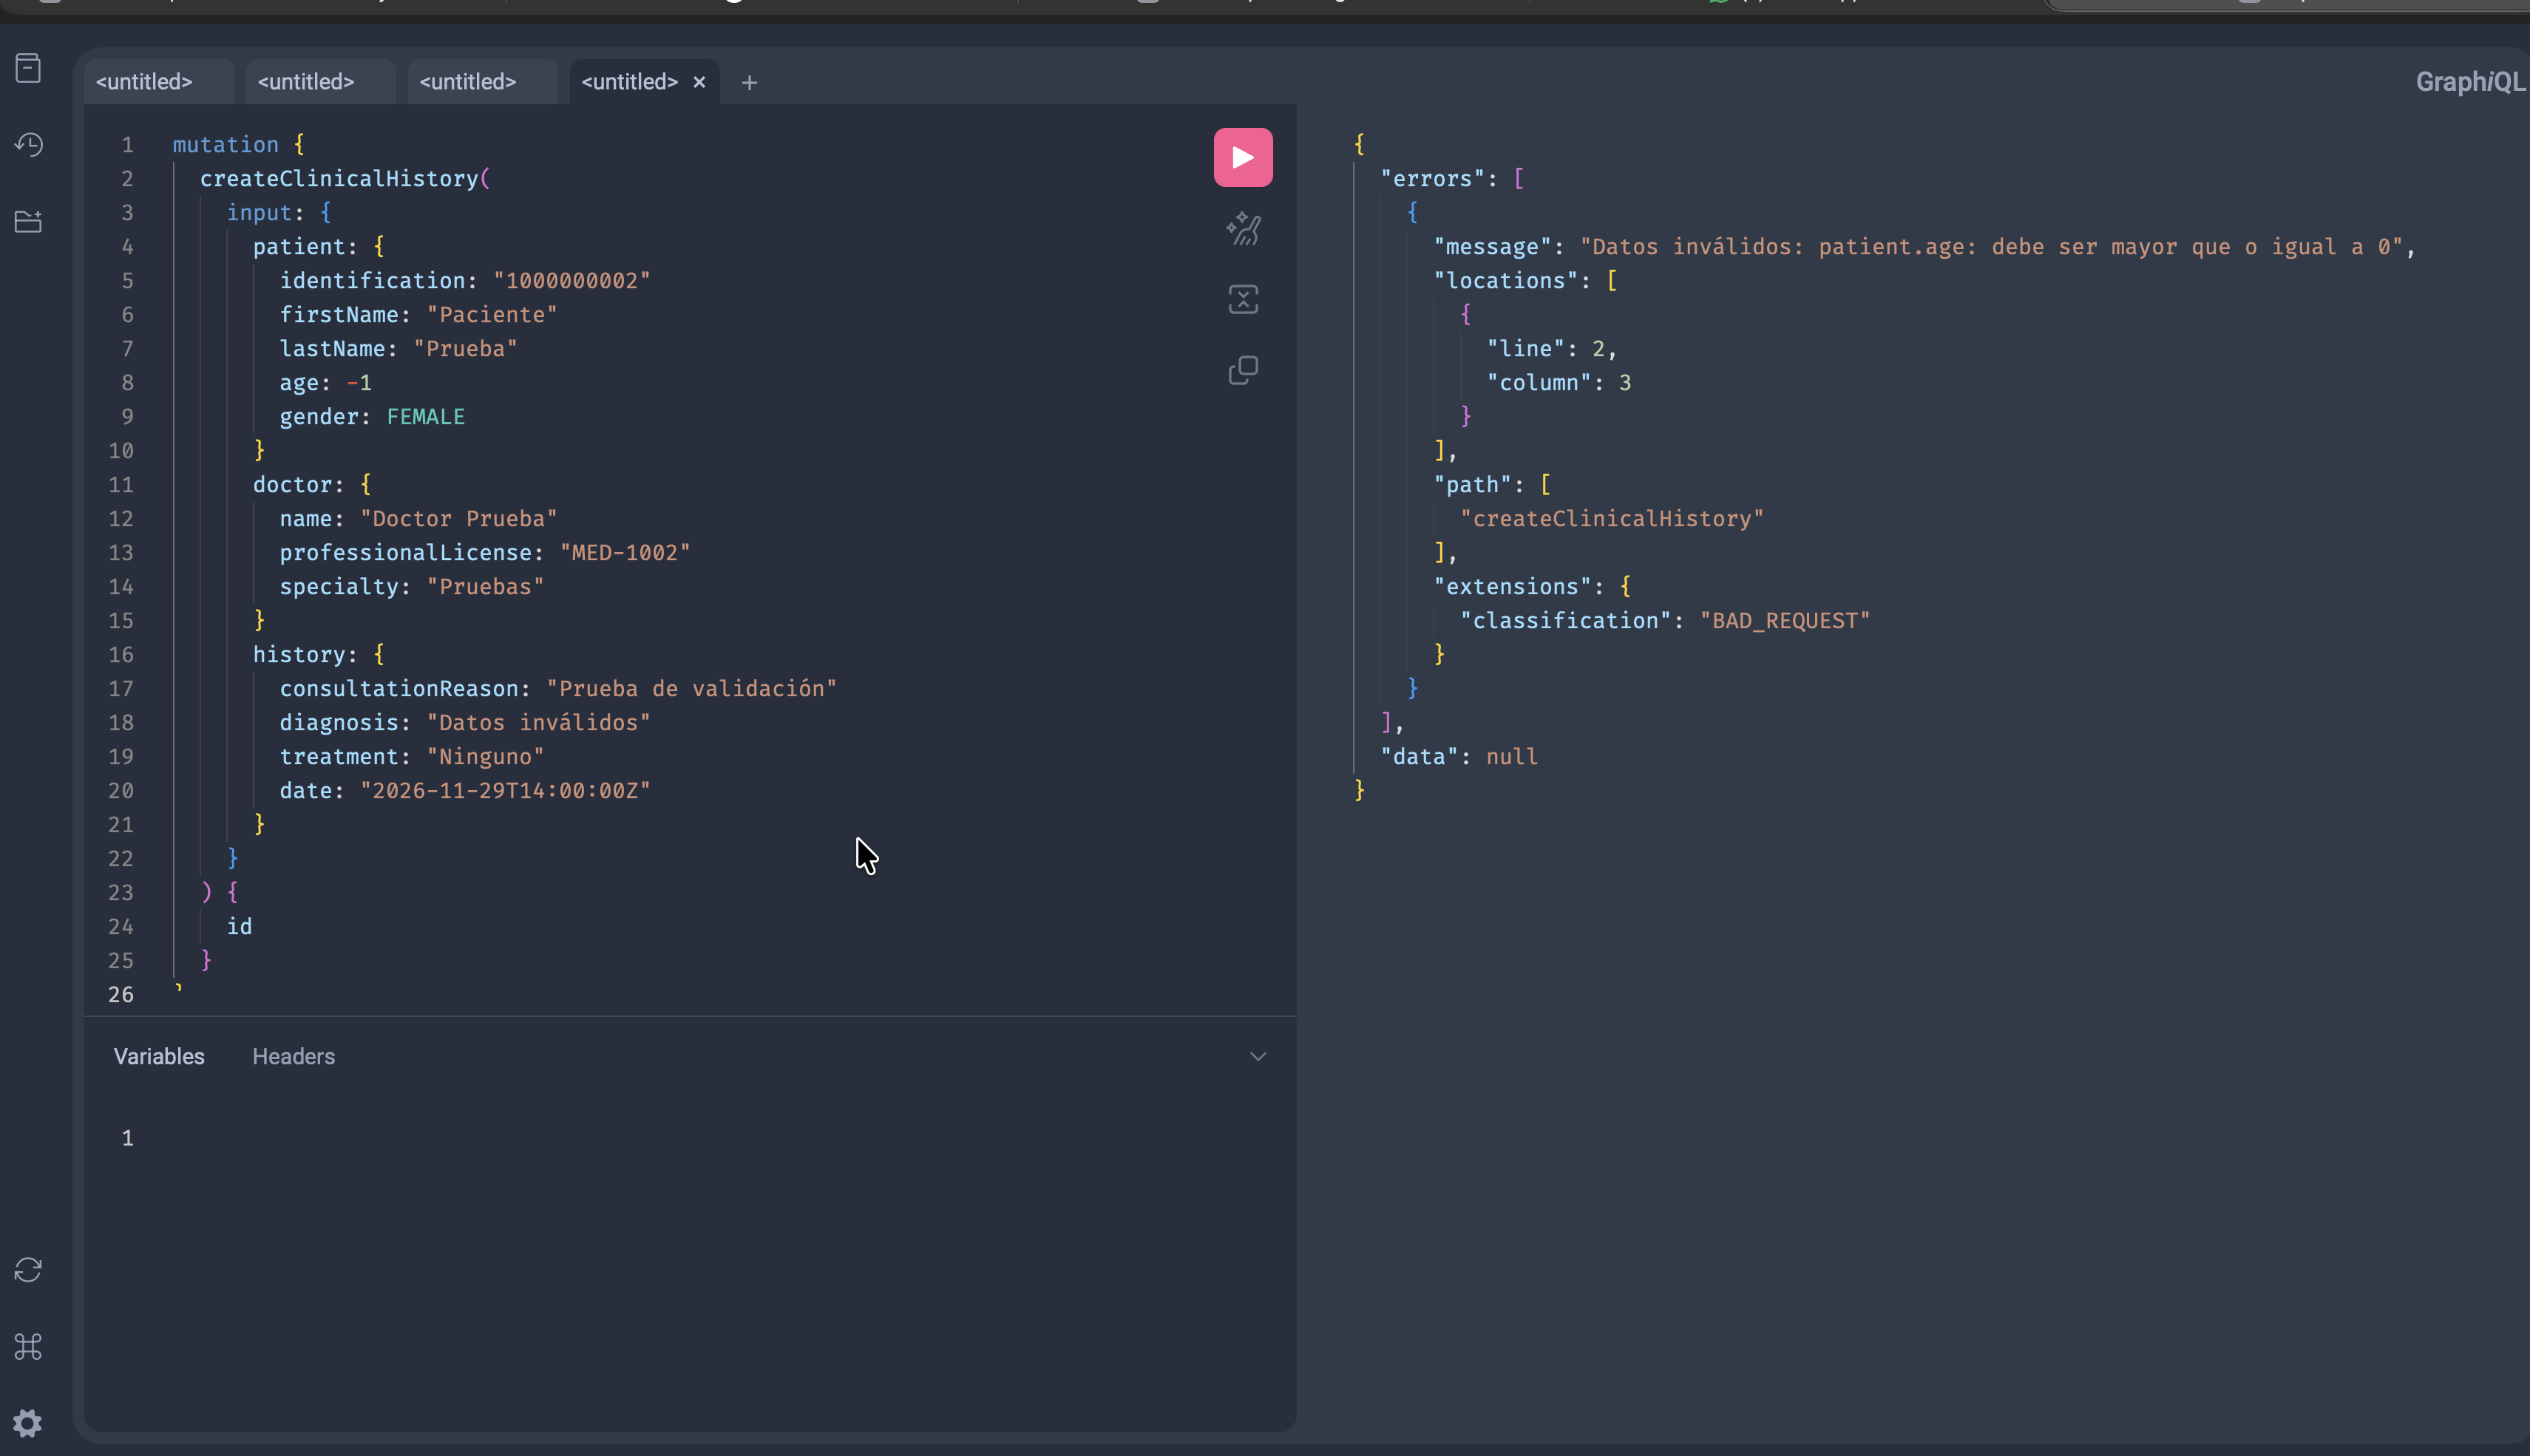 <untitled> <untitled> <untitled> <untitled> × +
GraphiQL
1 mutation {
2 createClinicalHistory(
3 input: {
4 patient: {
5 identification: "1000000002"
6 firstName: "Paciente"
7 lastName: "Prueba"
8 age: -1
9 gender: FEMALE
10 }
11 doctor: {
12 name: "Doctor Prueba"
13 professionalLicense: "MED-1002"
14 specialty: "Pruebas"
15 }
16 history: {
17 consultationReason: "Prueba de validación"
18 diagnosis: "Datos inválidos"
19 treatment: "Ninguno"
20 date: "2026-11-29T14:00:00Z"
21 }
22 }
23 ) {
24 id
25 }
26 }
Variables Headers
1
{
"errors": [
{
"message": "Datos inválidos: patient.age: debe ser mayor que o igual a 0",
"locations": [
{
"line": 2,
"column": 3
}
],
"path": [
"createClinicalHistory"
],
"extensions": {
"classification": "BAD_REQUEST"
}
}
],
"data": null
}